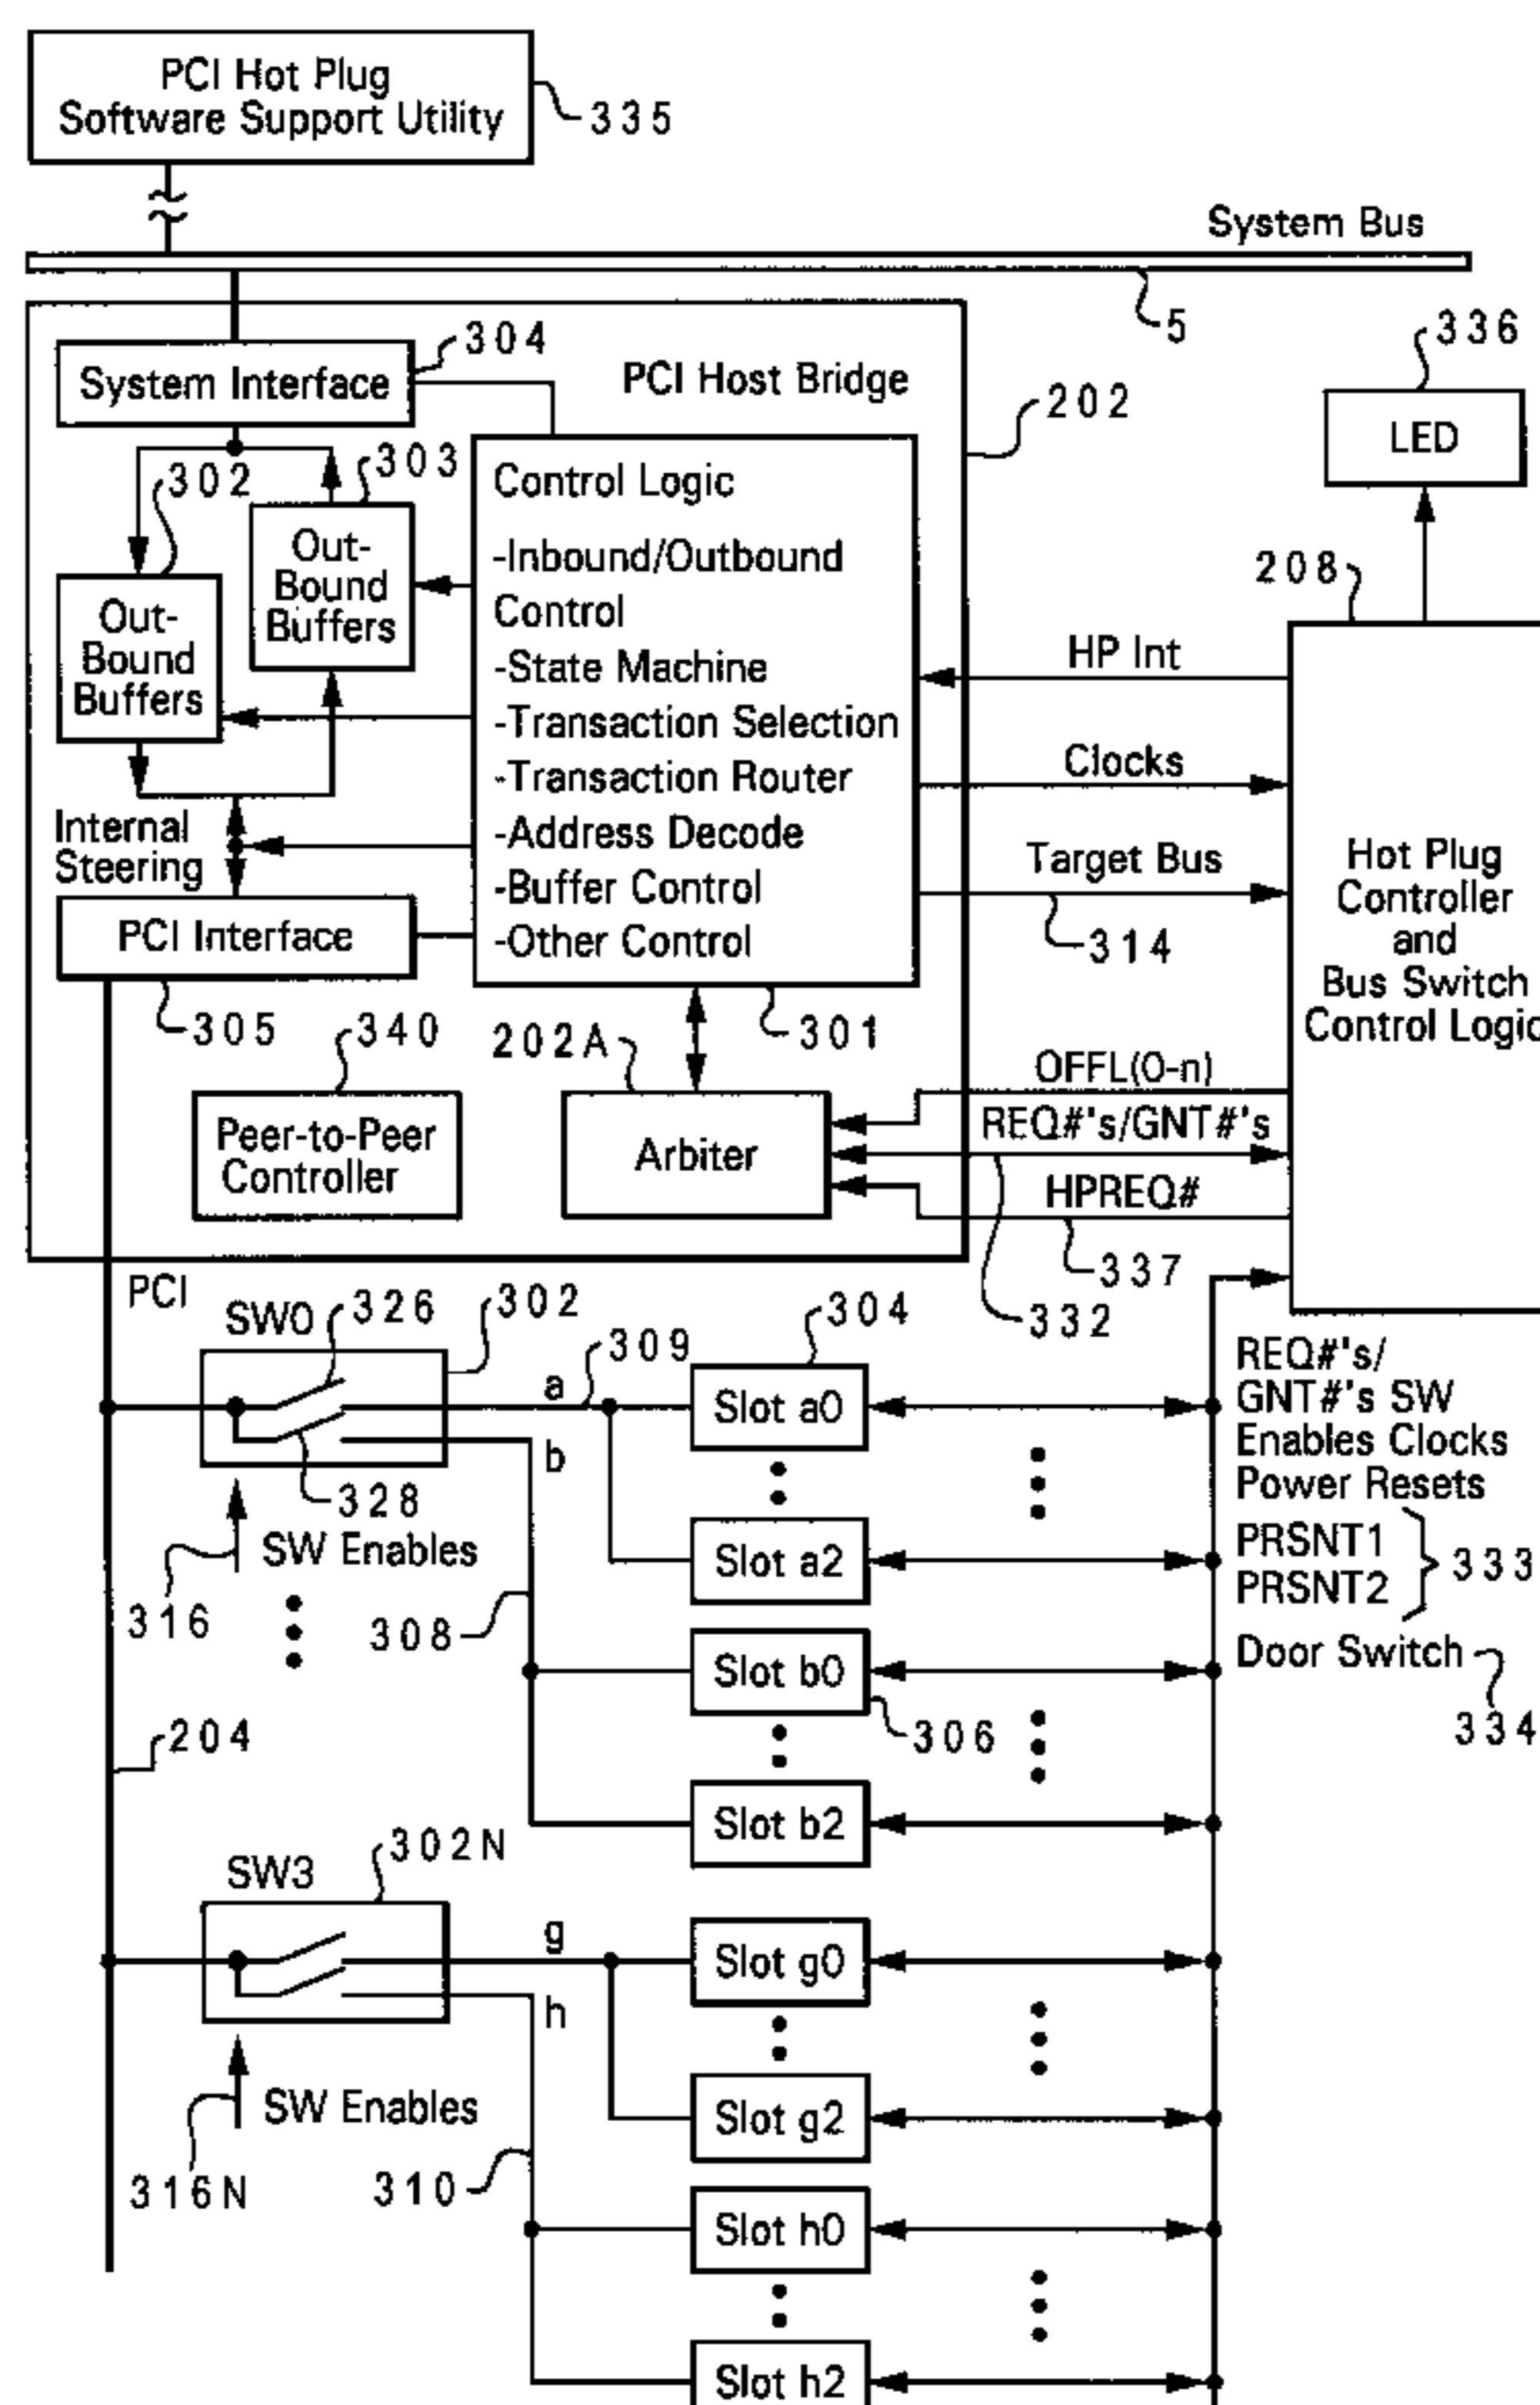 PCI Hot Plug
Software Support Utility
335
System Bus
5
304
System Interface
PCI Host Bridge
202
336
LED
302
303
Out-
Bound
Buffers
Out-
Bound
Buffers
Control Logic
-Inbound/Outbound
Control
-State Machine
-Transaction Selection
-Transaction Router
-Address Decode
-Buffer Control
-Other Control
208
HP Int
Clocks
Target Bus
314
Hot Plug
Controller
and
Bus Switch
Control Logic
Internal
Steering
PCI Interface
305
340
202A
301
Peer-to-Peer
Controller
Arbiter
OFFL(0-n)
REQ#'s/GNT#'s
HPREQ#
337
332
PCI
SW0
326
302
309
304
a
b
328
316
SW Enables
308
Slot a0
Slot a2
Slot b0
306
Slot b2
REQ#'s/
GNT#'s SW
Enables Clocks
Power Resets
PRSNT1
PRSNT2
333
Door Switch
334
204
SW3
302N
g
h
SW Enables
316N
310
Slot g0
Slot g2
Slot h0
Slot h2